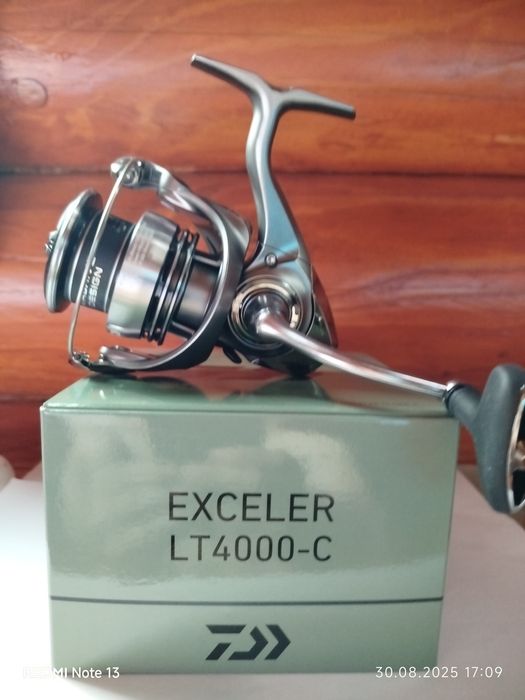 EXCELER
LT4000-C
REDMI Note 13
30.08.2025 17:09